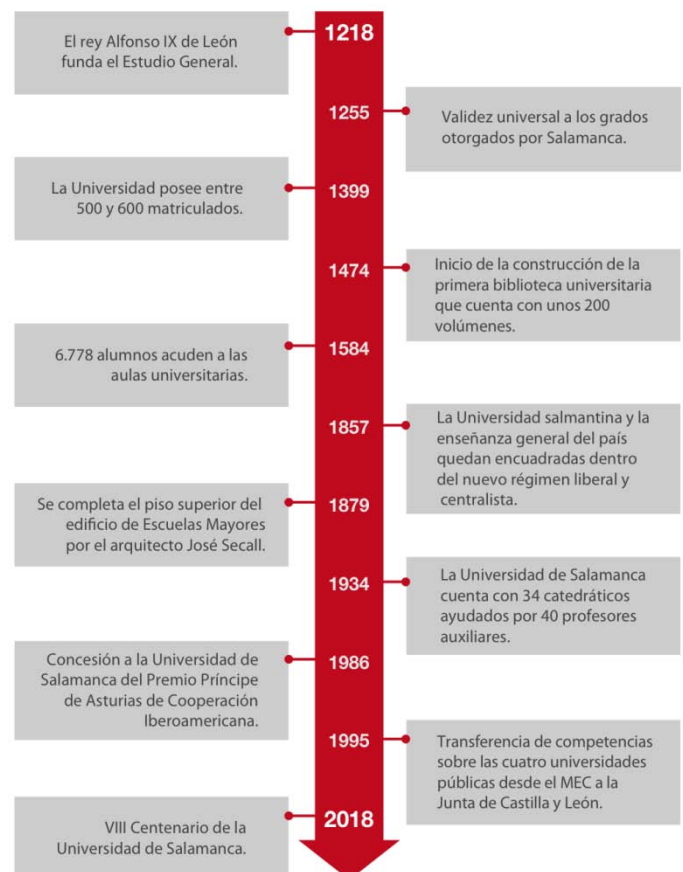 El rey Alfonso IX de León
funda el Estudio General.
1218
1255
Validez universal a los grados
otorgados por Salamanca.
La Universidad posee entre
500 y 600 matriculados.
1399
1474
Inicio de la construcción de la
primera biblioteca universitaria
que cuenta con unos 200
volúmenes.
6.778 alumnos acuden a las
aulas universitarias.
1584
1857
La Universidad salmantina y la
enseñanza general del país
quedan encuadradas dentro
del nuevo régimen liberal y
centralista.
Se completa el piso superior del
edificio de Escuelas Mayores
por el arquitecto José Secall.
1879
1934
La Universidad de Salamanca
cuenta con 34 catedráticos
ayudados por 40 profesores
auxiliares.
Concesión a la Universidad de
Salamanca del Premio Príncipe
de Asturias de Cooperación
Iberoamericana.
1986
1995
Transferencia de competencias
sobre las cuatro universidades
públicas desde el MEC a la
Junta de Castilla y León.
VIII Centenario de la
Universidad de Salamanca.
2018